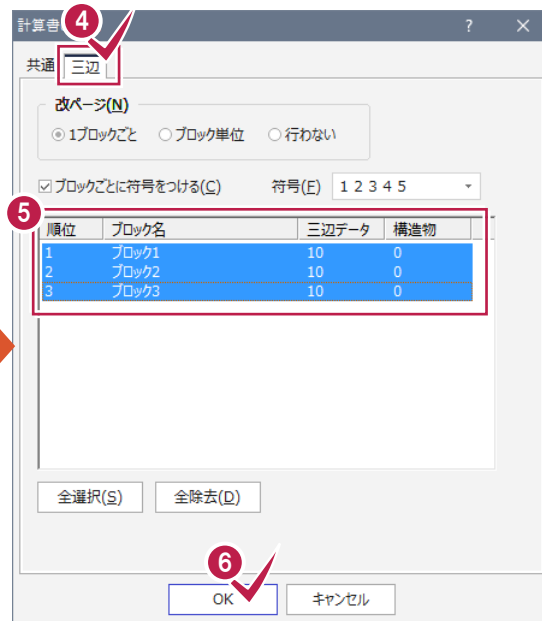 計算書 4 ? ×
共通 三辺
改ページ(N)
1ブロックごと ブロック単位 行わない
ブロックごとに符号をつける(C) 符号(F) 1 2 3 4 5
5
順位 ブロック名 三辺データ 構造物
1 ブロック1 10 0
2 ブロック2 10 0
3 ブロック3 10 0
全選択(S) 全除去(D)
6
OK キャンセル